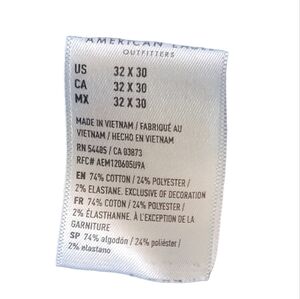 AMERICAN EAGLE
OUTFITTERS
US 32 X 30
CA 32 X 30
MX 32 X 30
MADE IN VIETNAM / FABRIQUÉ AU
VIETNAM / HECHO EN VIETNAM
RN 54485 / CA 03873
RFC# AEM120605U9A
EN 74% COTTON / 24% POLYESTER /
2% ELASTANE. EXCLUSIVE OF DECORATION
FR 74% COTON / 24% POLYESTER /
2% ÉLASTHANNE. À L'EXCEPTION DE LA
GARNITURE
SP 74% algodón / 24% poliéster /
2% elastano